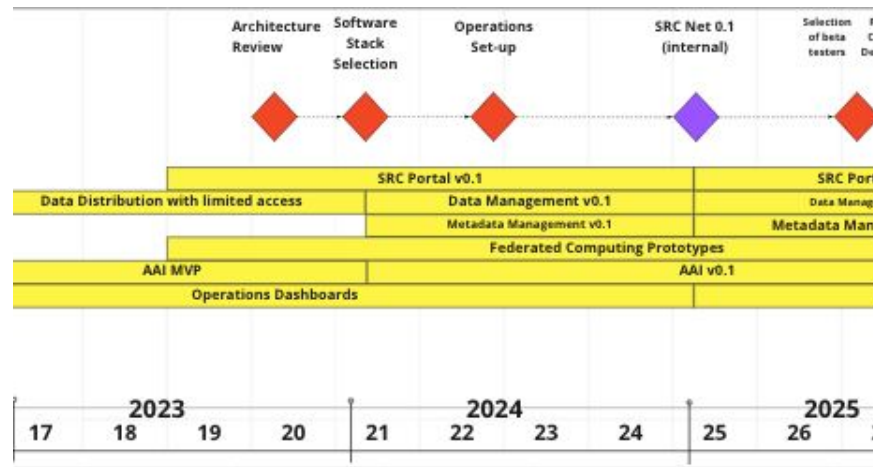 Architecture
Review
Software
Stack
Selection
Operations
Set-up
SRC Net 0.1
(internal)
Selection
of beta
testers
SRC Portal v0.1
SRC Por
Data Distribution with limited access
Data Management v0.1
Data Manag
Metadata Management v0.1
Metadata Man
Federated Computing Prototypes
AAI MVP
AAI v0.1
Operations Dashboards
2023
2024
2025
17 18 19 20 21 22 23 24 25 26